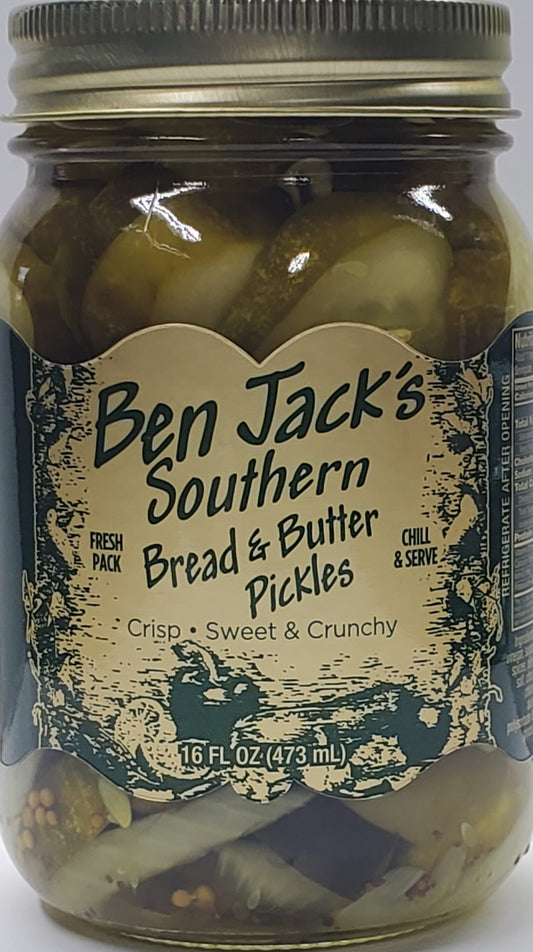 Ben Jack's
Southern
Bread & Butter
Pickles
FRESH
PACK
CHILL
& SERVE
Crisp • Sweet & Crunchy
16 FL OZ (473 mL)
REFRIGERATE AFTER OPENING